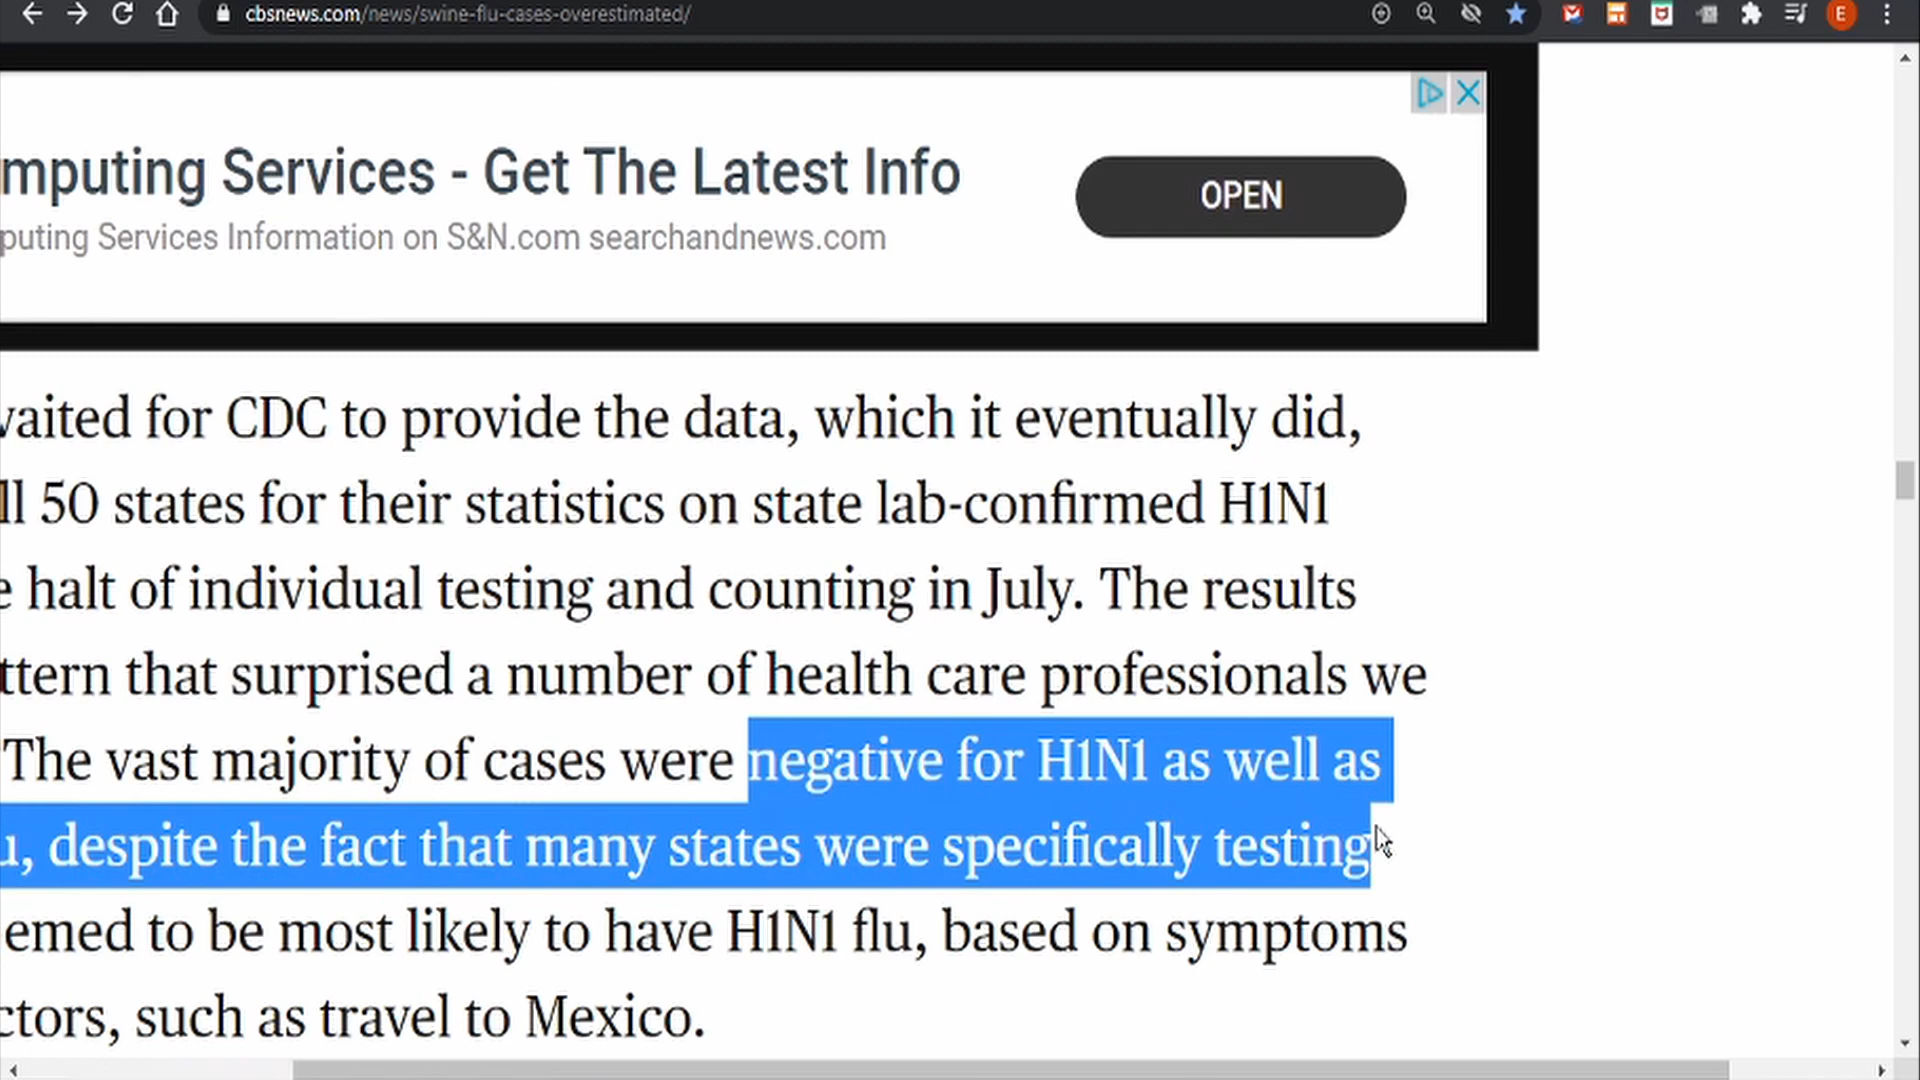 cbsnews.com/news/swine-flu-cases-overestimated/
E
mputing Services - Get The Latest Info
OPEN
puting Services Information on S&N.com searchandnews.com
vaited for CDC to provide the data, which it eventually did,
ll 50 states for their statistics on state lab-confirmed H1N1
e halt of individual testing and counting in July. The results
ttern that surprised a number of health care professionals we
The vast majority of cases were negative for H1N1 as well as
u, despite the fact that many states were specifically testing
emed to be most likely to have H1N1 flu, based on symptoms
ctors, such as travel to Mexico.